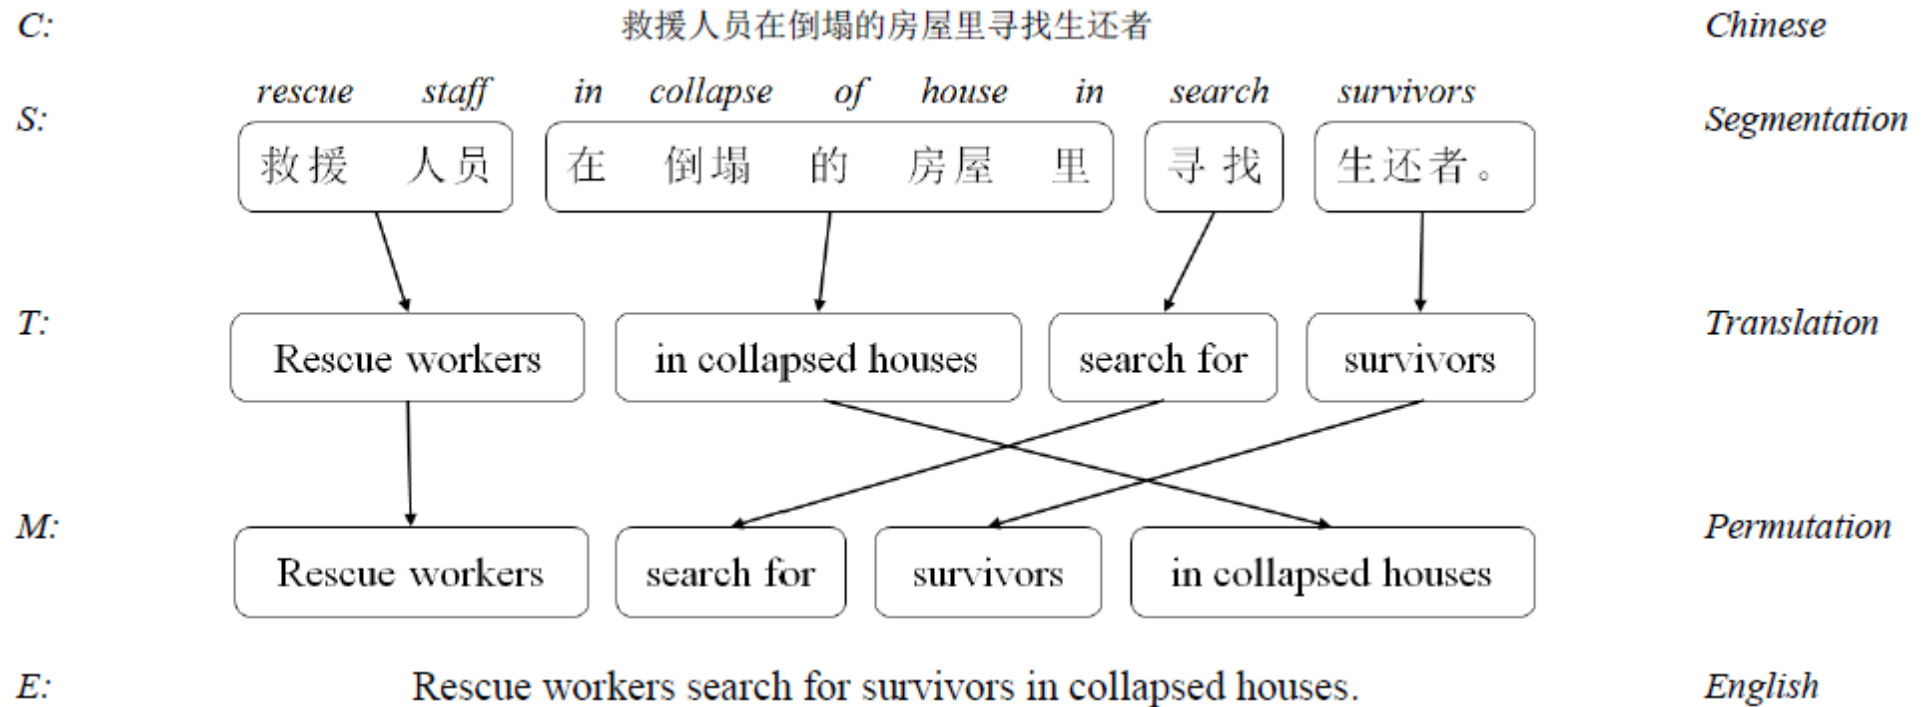 C: 救援人员在倒塌的房屋里寻找生还者 Chinese
rescue staff in collapse of house in search survivors
S: 救援 人员 在 倒塌 的 房屋 里 寻找 生还者。 Segmentation
T: Rescue workers in collapsed houses search for survivors Translation
M: Rescue workers search for survivors in collapsed houses Permutation
E: Rescue workers search for survivors in collapsed houses. English